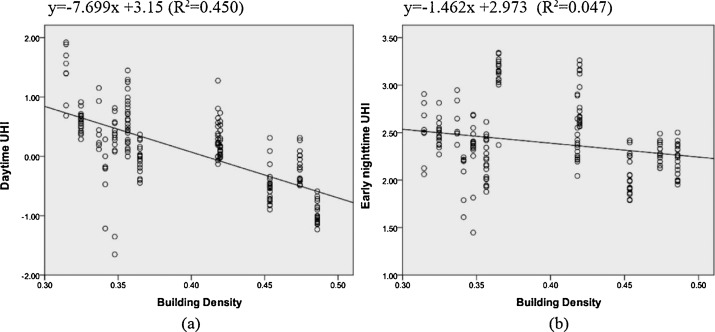 y=-7.699x +3.15 (R²=0.450)
2.00
1.00
0.00
-1.00
-2.00
Daytime UHI
0.30 0.35 0.40 0.45 0.50
Building Density
(a)
y=-1.462x +2.973 (R²=0.047)
3.50
3.00
2.50
2.00
1.50
1.00
Early nighttime UHI
0.30 0.35 0.40 0.45 0.50
Building Density
(b)